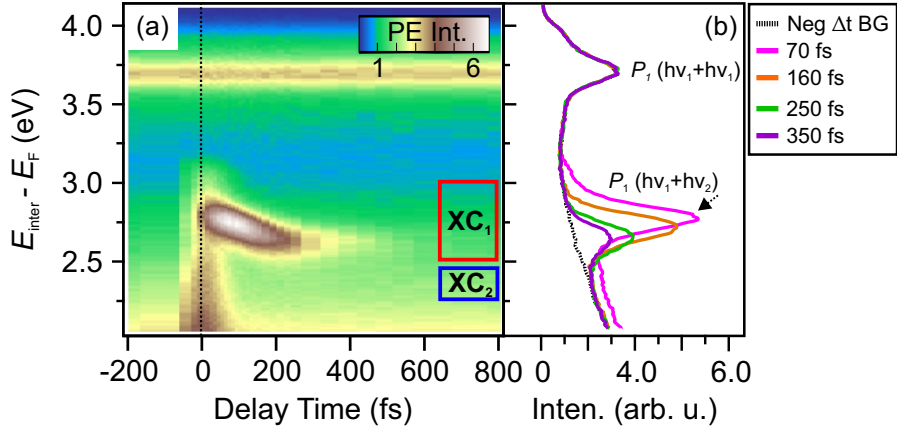 (a)
PE Int.
1 6
4.0
3.5
3.0
2.5
E_inter - E_F (eV)
XC₁
XC₂
-200 0 200 400 600 800
Delay Time (fs)
(b)
P₁ (hv₁+hv₁)
P₁ (hv₁+hv₂)
0 4.0 6.0
Inten. (arb. u.)
Neg Δt BG
70 fs
160 fs
250 fs
350 fs